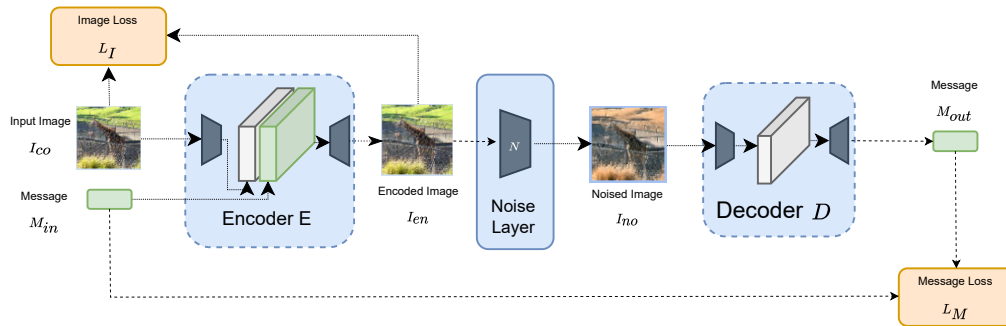 Image Loss
L_I
Input Image
I_co
Message
M_in
Encoder E
Encoded Image
I_en
N
Noise
Layer
Noised Image
I_no
Decoder D
Message
M_out
Message Loss
L_M